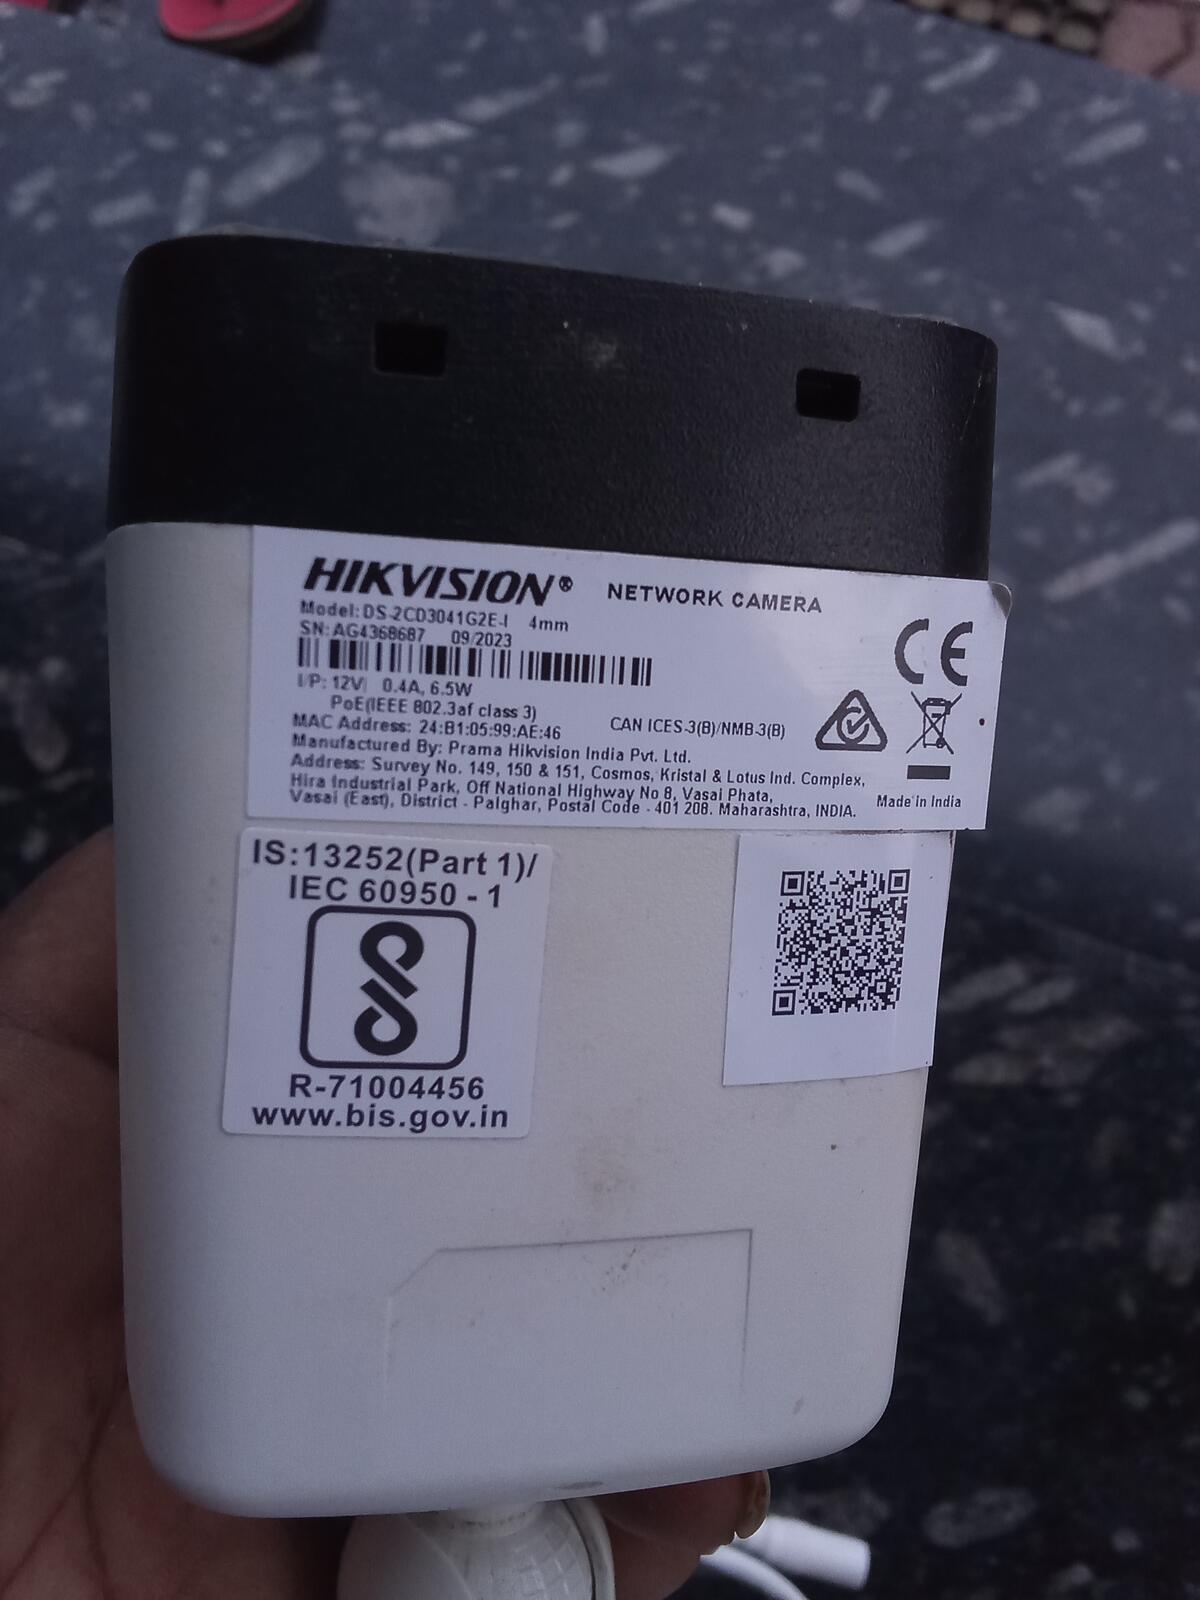 HIKVISION® NETWORK CAMERA
Model: DS-2CD3041G2E-I 4mm
SN: AG4368687 09/2023
I/P: 12V 0.4A, 6.5W
PoE(IEEE 802.3af class 3)
MAC Address: 24:B1:05:99:AE:46 CAN ICES-3(B)/NMB-3(B)
Manufactured By: Prama Hikvision India Pvt. Ltd.
Address: Survey No. 149, 150 & 151, Cosmos, Kristal & Lotus Ind. Complex,
Hira Industrial Park, Off National Highway No 8, Vasai Phata,
Vasai (East), District - Palghar, Postal Code - 401 208. Maharashtra, INDIA.
CE
Made in India
IS:13252(Part 1)/
IEC 60950 - 1
R-71004456
www.bis.gov.in